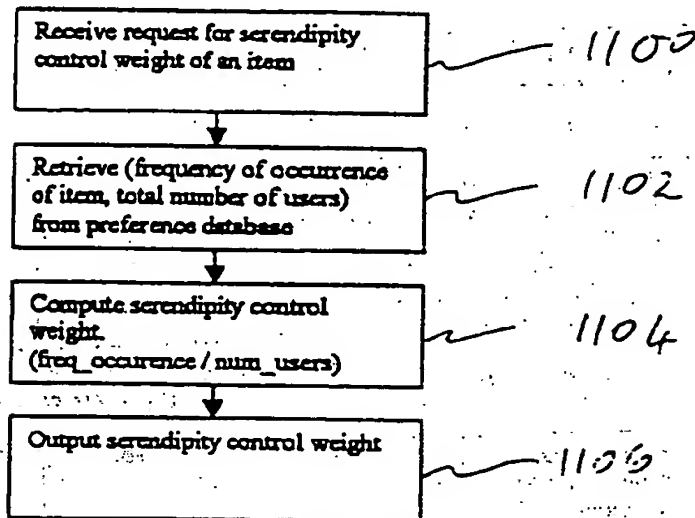 Receive request for serendipity
control weight of an item
1100
Retrieve (frequency of occurrence
of item, total number of users)
from preference database
1102
Compute serendipity control
weight.
(freq_occurence / num_users)
1104
Output serendipity control weight
1106